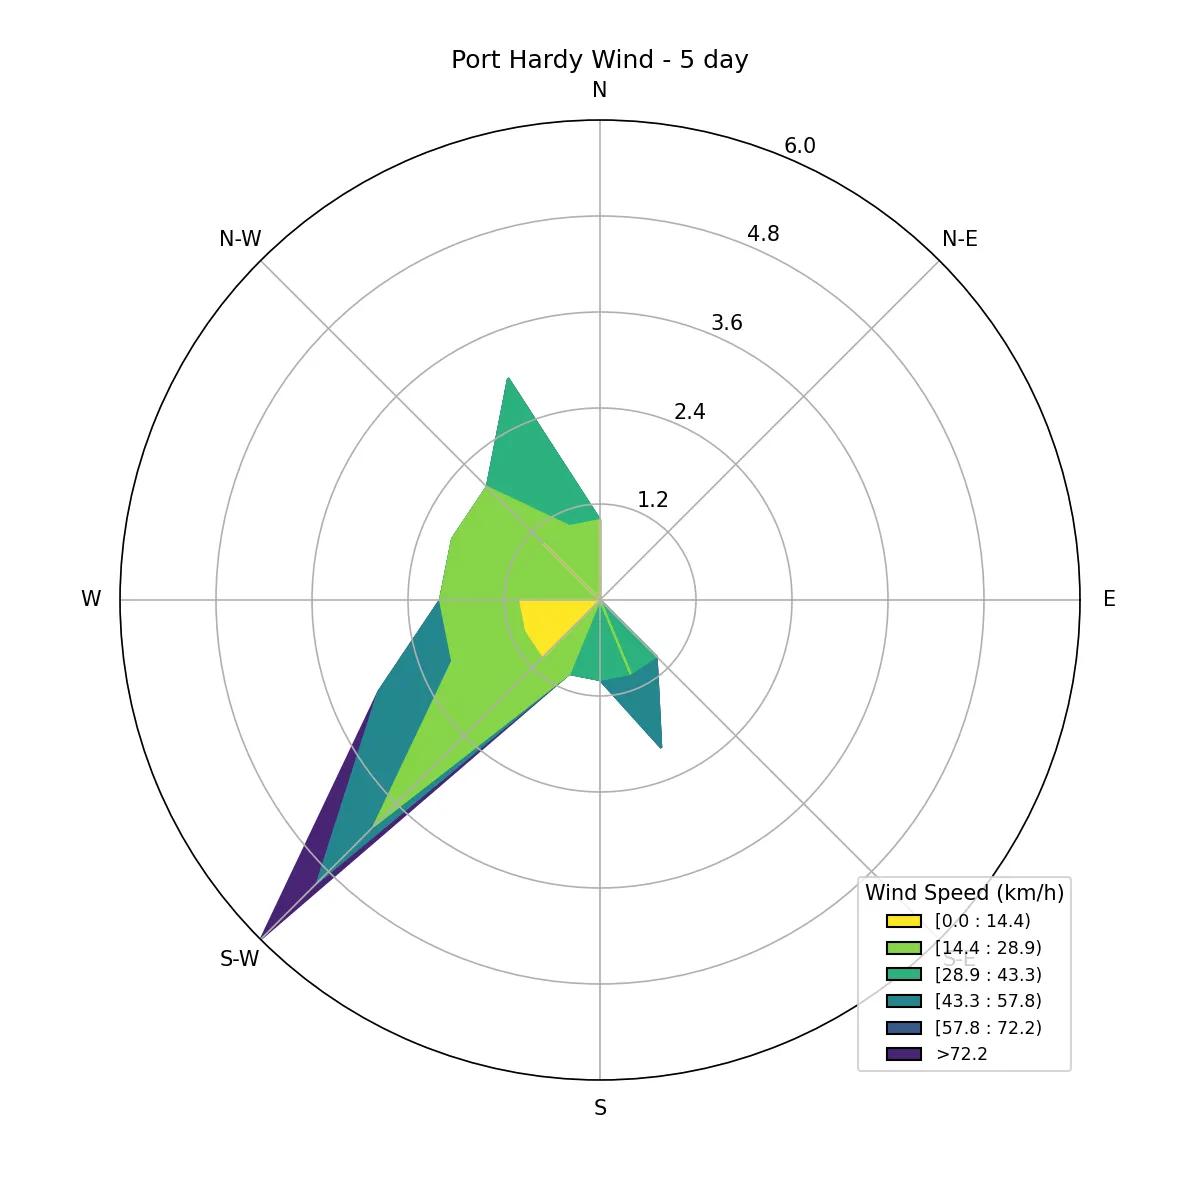 Port Hardy Wind - 5 day
N
6.0
N-W
4.8
N-E
3.6
2.4
1.2
W
E
S-W
S-E
S
Wind Speed (km/h)
[0.0 : 14.4)
[14.4 : 28.9)
[28.9 : 43.3)
[43.3 : 57.8)
[57.8 : 72.2)
>72.2